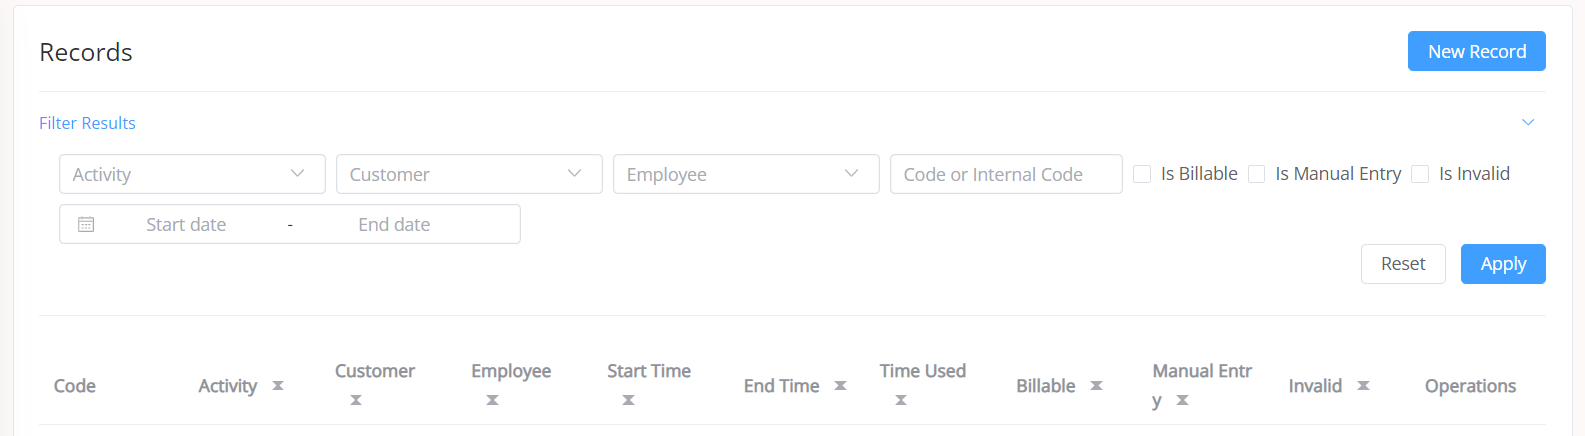 Records
New Record
Filter Results
Activity
Customer
Employee
Code or Internal Code
Is Billable
Is Manual Entry
Is Invalid
Start date - End date
Reset
Apply
Code
Activity
Customer
Employee
Start Time
End Time
Time Used
Billable
Manual Entr
y
Invalid
Operations